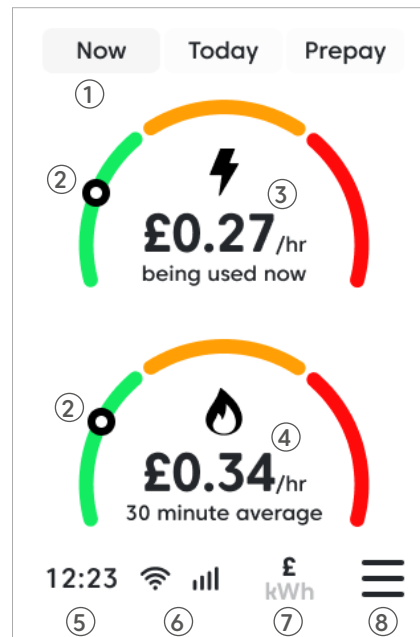 Now Today Prepay
①
②
③
£0.27/hr
being used now
②
④
£0.34/hr
30 minute average
12:23 £
kWh
⑤ ⑥ ⑦ ⑧